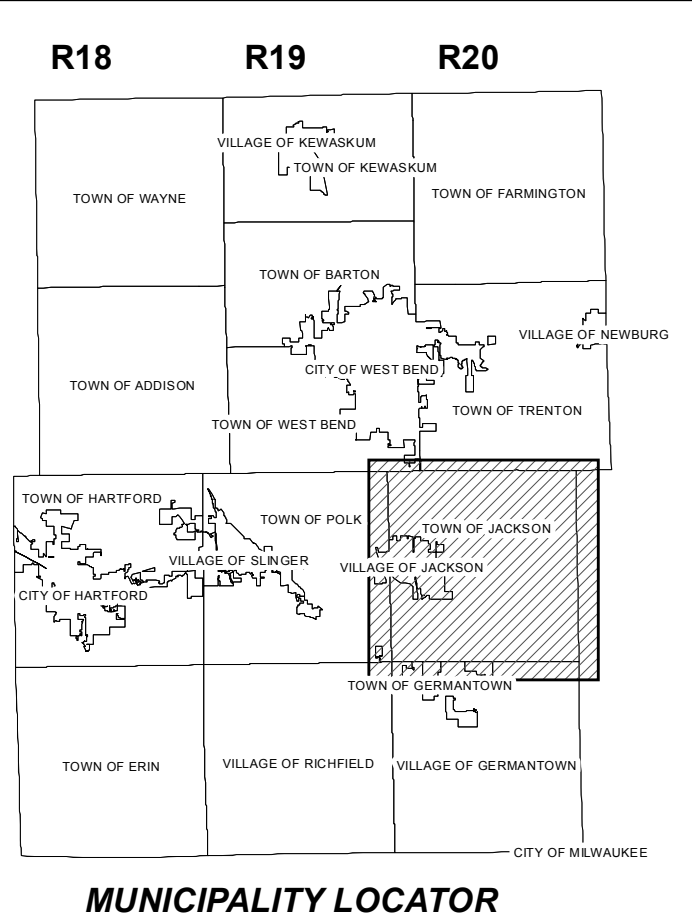 R18 R19 R20
VILLAGE OF KEWASKUM
TOWN OF KEWASKUM
TOWN OF WAYNE
TOWN OF FARMINGTON
TOWN OF BARTON
VILLAGE OF NEWBURG
CITY OF WEST BEND
TOWN OF ADDISON
TOWN OF TRENTON
TOWN OF WEST BEND
TOWN OF HARTFORD
TOWN OF POLK
TOWN OF JACKSON
VILLAGE OF SLINGER
VILLAGE OF JACKSON
CITY OF HARTFORD
TOWN OF GERMANTOWN
TOWN OF ERIN
VILLAGE OF RICHFIELD
VILLAGE OF GERMANTOWN
CITY OF MILWAUKEE
MUNICIPALITY LOCATOR